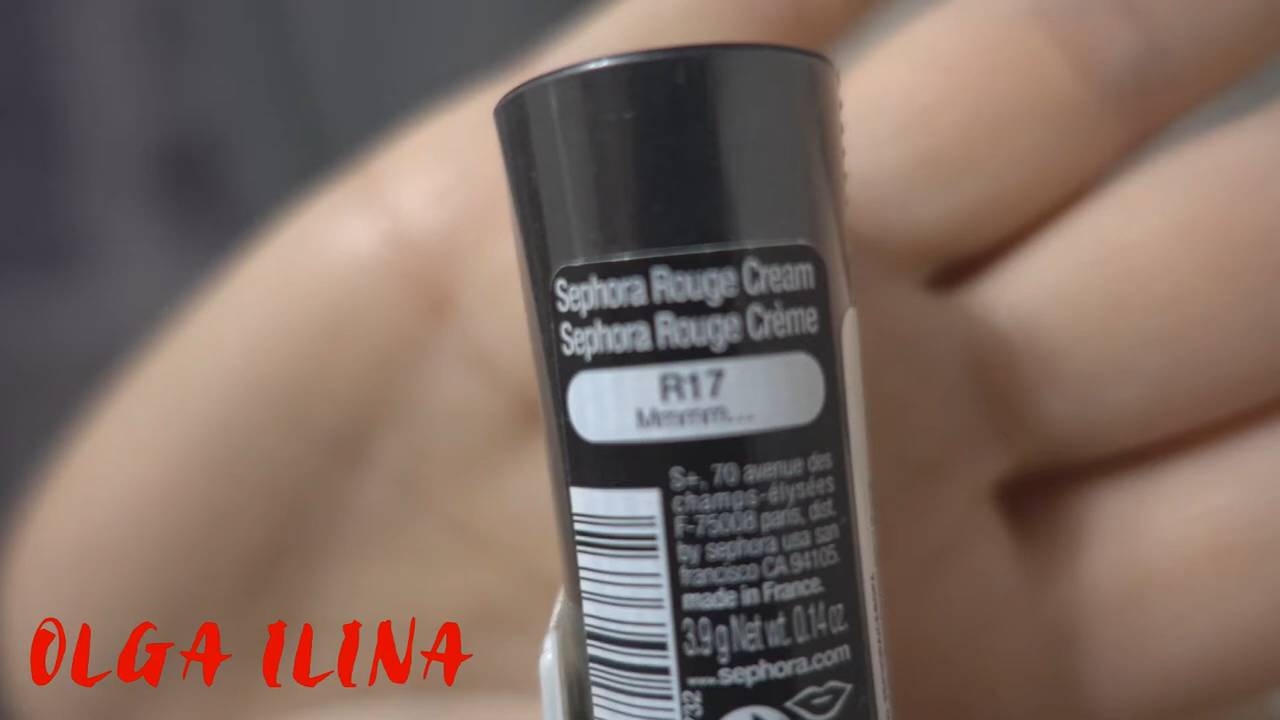 Sephora Rouge Cream
Sephora Rouge Crème
R17
Mmmm...
S+, 70 avenue des
champs-élysées
F-75008 paris, dist.
by sephora usa san
francisco CA 94105.
made in France.
3.9 g Net wt. 0.14 oz.
...sephora.com
32
OLGA ILINA